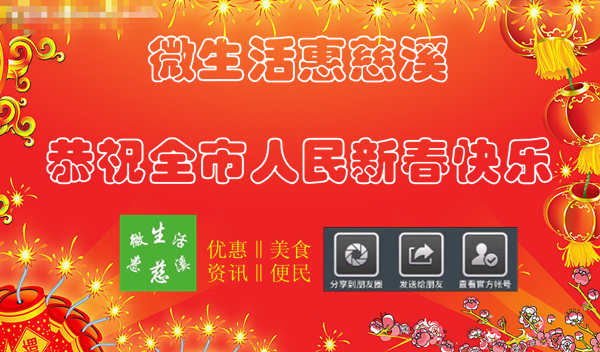 微生活惠慈溪
恭祝全市人民新春快乐
微生活
惠慈溪
优惠 || 美食
资讯 || 便民
分享到朋友圈
发送给朋友
查看官方帐号